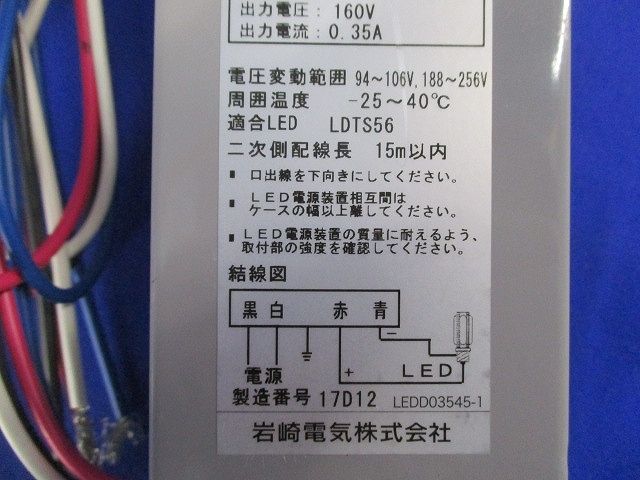 出力電圧：160V
出力電流：0.35A
電圧変動範囲 94～106V,188～256V
周囲温度 -25～40℃
適合LED LDTS56
二次側配線長 15m以内
▪ 口出線を下向きにしてください。
▪ LED電源装置相互間は
ケースの幅以上離してください。
▪ LED電源装置の質量に耐えるよう、
取付部の強度を確認してください。
結線図
黒 白 赤 青
−
電源 + LED
製造番号 17D12 LEDD03545-1
岩崎電気株式会社